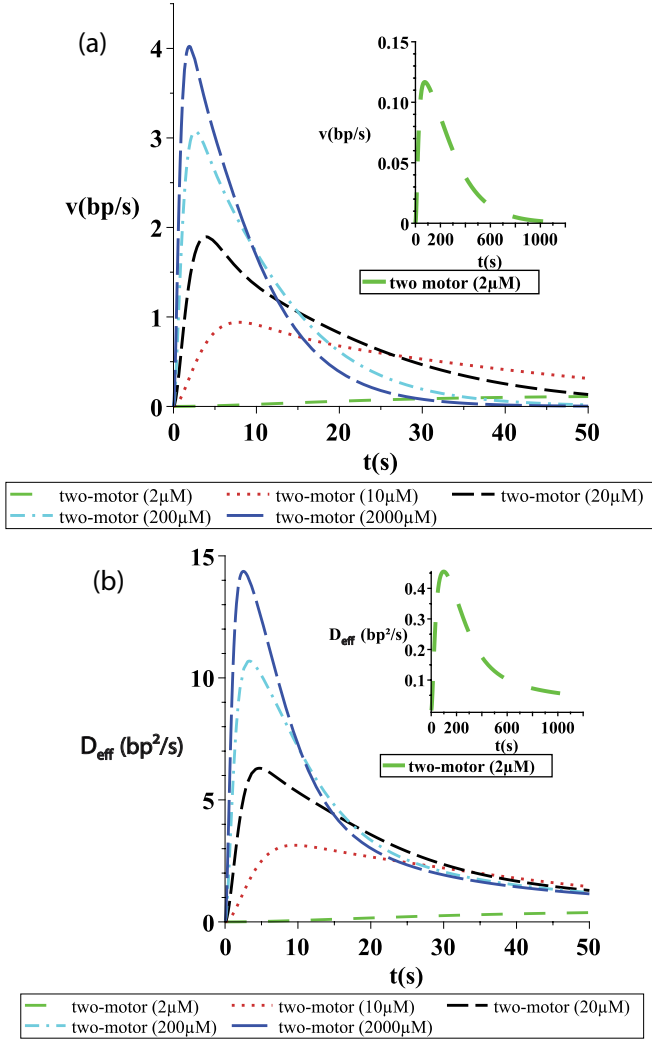 (a)
4
3
2
1
0
v(bp/s)
0 10 20 30 40 50
t(s)
0.15
0.10
0.05
0
v(bp/s)
0 200 600 1000
t(s)
two motor (2µM)
two-motor (2µM) two-motor (10µM) two-motor (20µM)
two-motor (200µM) two-motor (2000µM)
(b)
15
10
5
0
D_eff (bp²/s)
0 10 20 30 40 50
t(s)
0.4
0.3
0.2
0.1
D_eff (bp²/s)
0 200 600 1000
t(s)
two-motor (2µM)
two-motor (2µM) two-motor (10µM) two-motor (20µM)
two-motor (200µM) two-motor (2000µM)